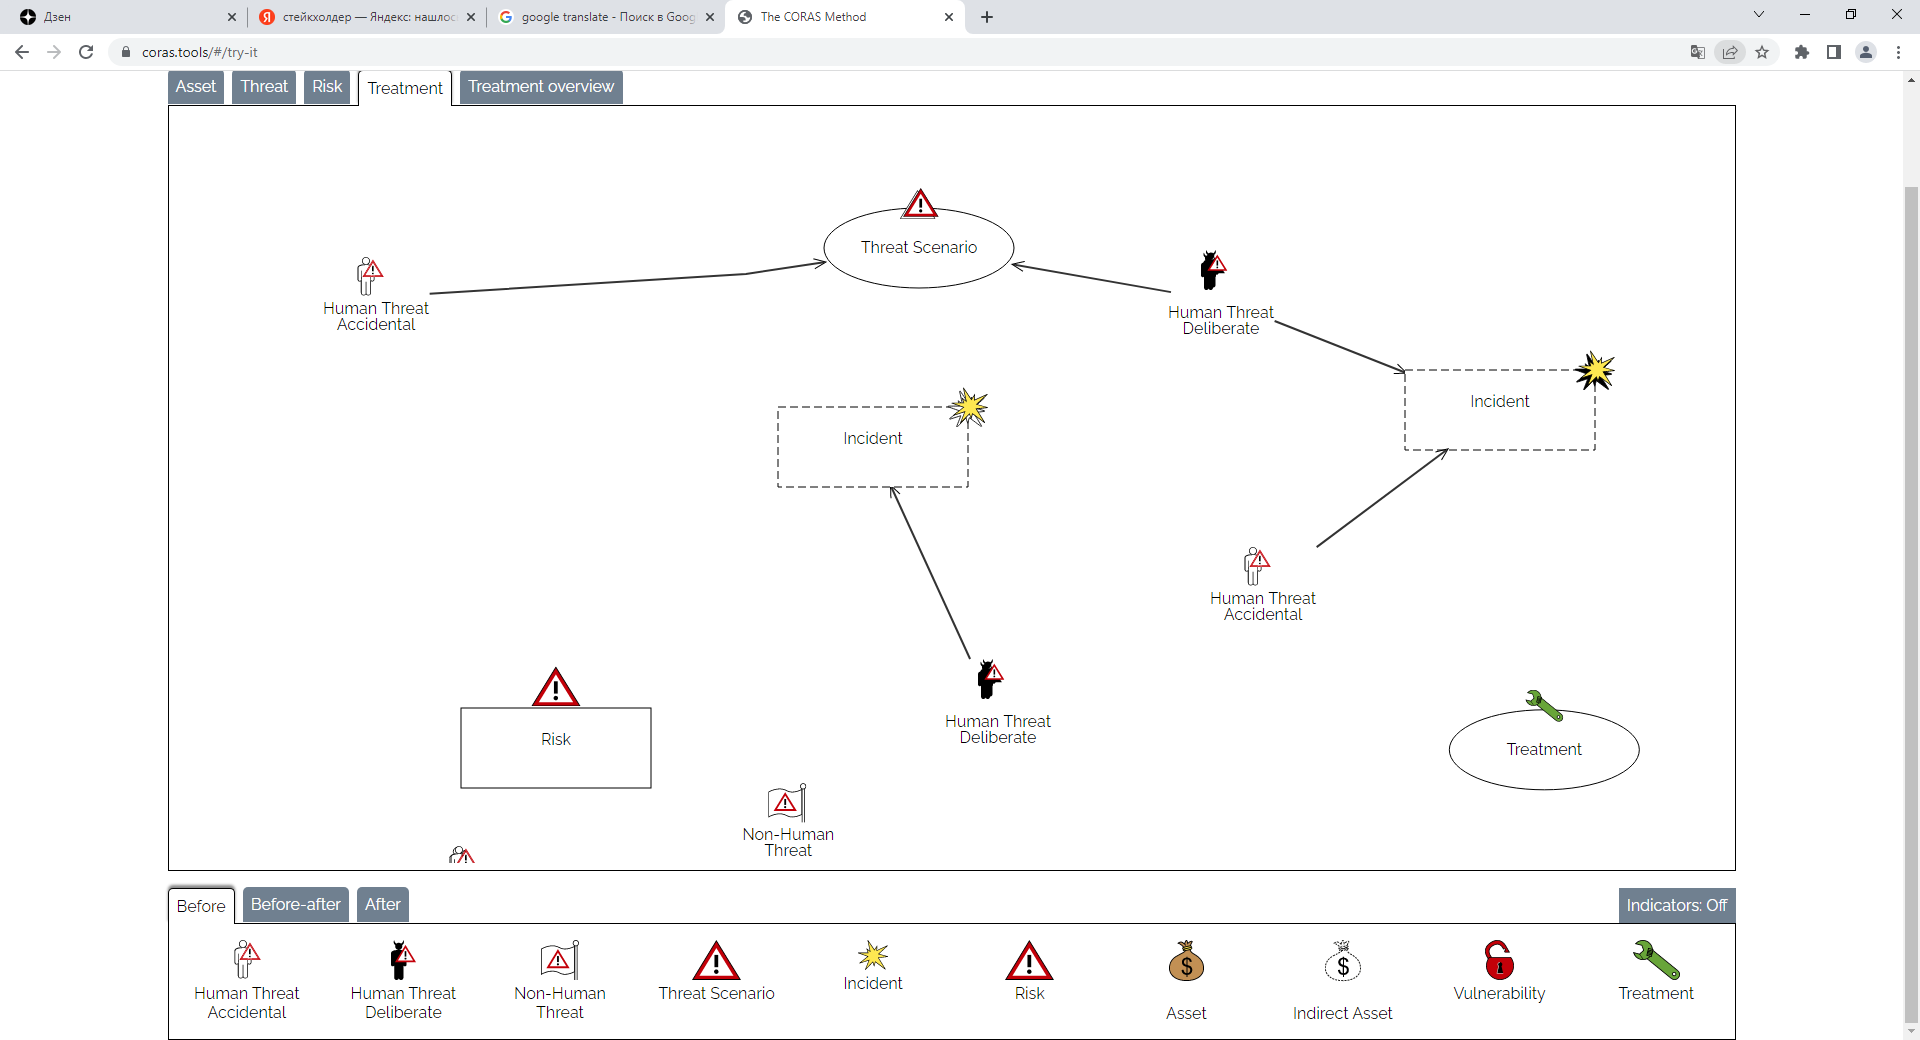 Дзен
стейкхолдер — Яндекс: нашлос
google translate - Поиск в Goog
The CORAS Method
coras.tools/#/try-it
Asset
Threat
Risk
Treatment
Treatment overview
Threat Scenario
Human Threat
Accidental
Human Threat
Deliberate
Incident
Incident
Human Threat
Accidental
Human Threat
Deliberate
Risk
Treatment
Non-Human
Threat
Before
Before-after
After
Indicators: Off
Human Threat
Accidental
Human Threat
Deliberate
Non-Human
Threat
Threat Scenario
Incident
Risk
Asset
Indirect Asset
Vulnerability
Treatment